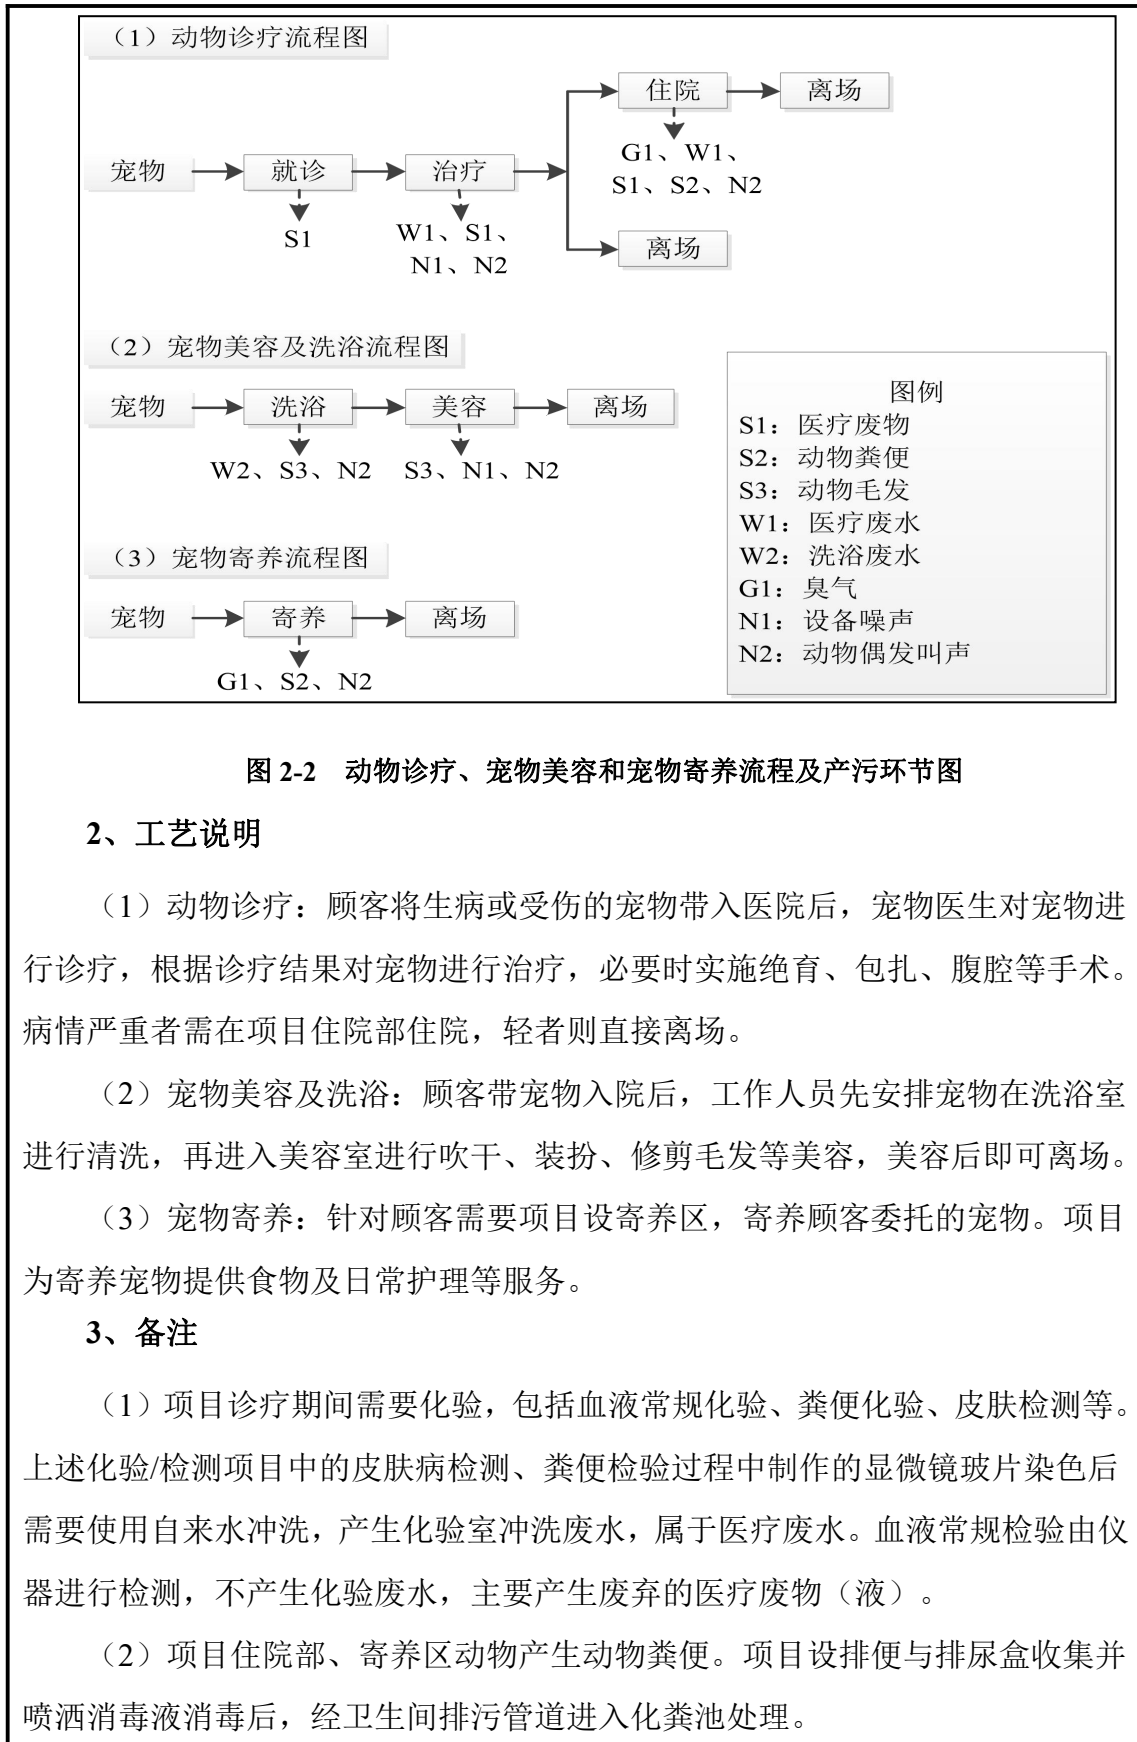 （1）动物诊疗流程图
住院 离场
宠物 就诊 治疗
G1、W1、
S1、S2、N2
S1
W1、S1、
N1、N2
离场
（2）宠物美容及洗浴流程图
宠物 洗浴 美容 离场
W2、S3、N2 S3、N1、N2
（3）宠物寄养流程图
宠物 寄养 离场
G1、S2、N2
图例
S1：医疗废物
S2：动物粪便
S3：动物毛发
W1：医疗废水
W2：洗浴废水
G1：臭气
N1：设备噪声
N2：动物偶发叫声
图 2-2 动物诊疗、宠物美容和宠物寄养流程及产污环节图
2、工艺说明
（1）动物诊疗：顾客将生病或受伤的宠物带入医院后，宠物医生对宠物进
行诊疗，根据诊疗结果对宠物进行治疗，必要时实施绝育、包扎、腹腔等手术。
病情严重者需在项目住院部住院，轻者则直接离场。
（2）宠物美容及洗浴：顾客带宠物入院后，工作人员先安排宠物在洗浴室
进行清洗，再进入美容室进行吹干、装扮、修剪毛发等美容，美容后即可离场。
（3）宠物寄养：针对顾客需要项目设寄养区，寄养顾客委托的宠物。项目
为寄养宠物提供食物及日常护理等服务。
3、备注
（1）项目诊疗期间需要化验，包括血液常规化验、粪便化验、皮肤检测等。
上述化验/检测项目中的皮肤病检测、粪便检验过程中制作的显微镜玻片染色后
需要使用自来水冲洗，产生化验室冲洗废水，属于医疗废水。血液常规检验由仪
器进行检测，不产生化验废水，主要产生废弃的医疗废物（液）。
（2）项目住院部、寄养区动物产生动物粪便。项目设排便与排尿盒收集并
喷洒消毒液消毒后，经卫生间排污管道进入化粪池处理。